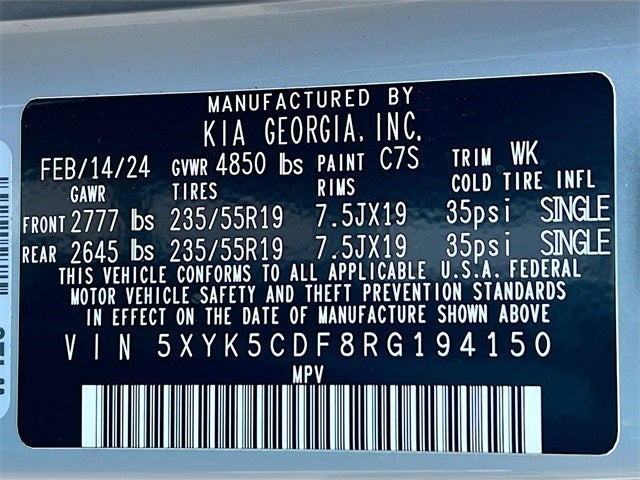 MANUFACTURED BY
KIA GEORGIA, INC.
FEB/14/24 GVWR 4850 lbs PAINT C7S TRIM WK
GAWR TIRES RIMS COLD TIRE INFL
FRONT 2777 lbs 235/55R19 7.5JX19 35psi SINGLE
REAR 2645 lbs 235/55R19 7.5JX19 35psi SINGLE
THIS VEHICLE CONFORMS TO ALL APPLICABLE U.S.A. FEDERAL
MOTOR VEHICLE SAFETY AND THEFT PREVENTION STANDARDS
IN EFFECT ON THE DATE OF MANUFACTURE SHOWN ABOVE
VIN 5XYK5CDF8RG194150
MPV